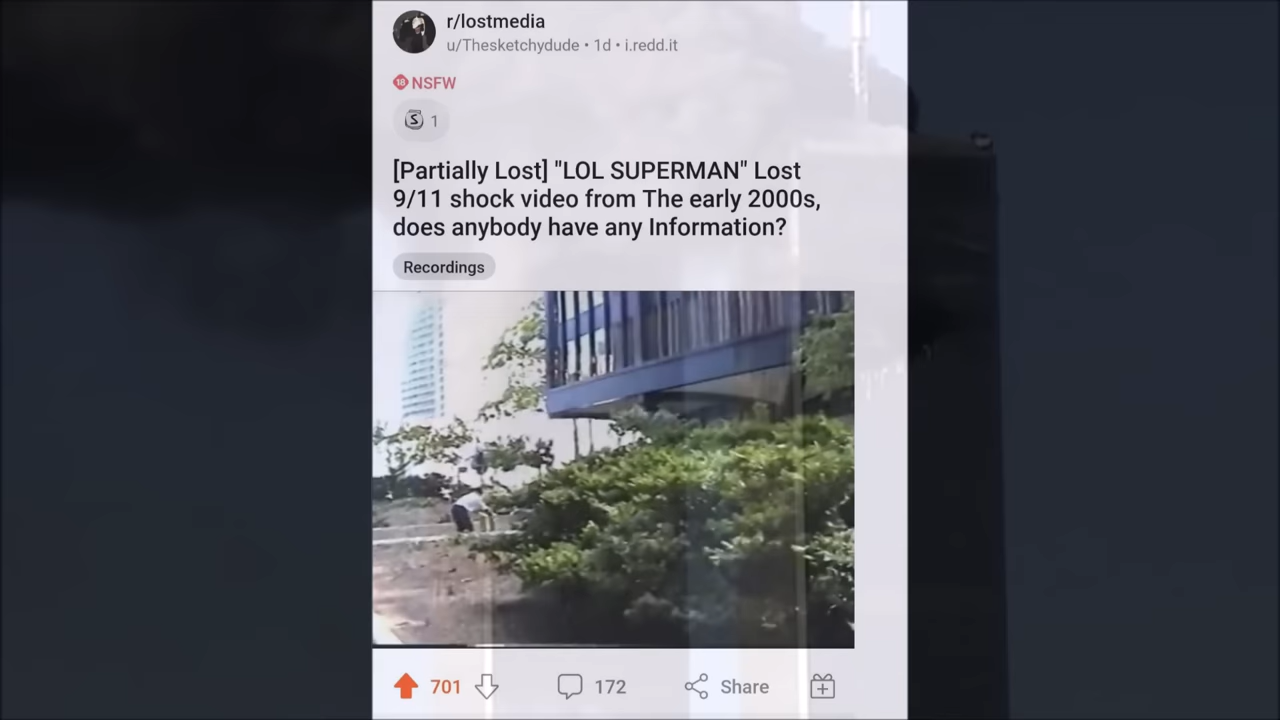 r/lostmedia
u/Thesketchydude • 1d • i.redd.it
18 NSFW
S 1
[Partially Lost] "LOL SUPERMAN" Lost
9/11 shock video from The early 2000s,
does anybody have any Information?
Recordings
701 172 Share